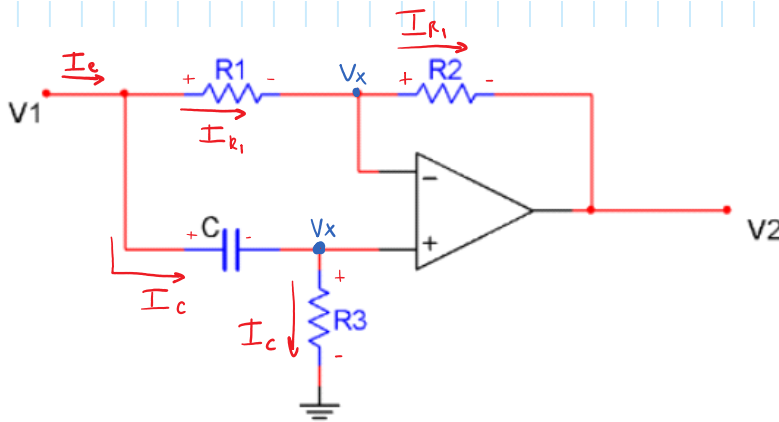 I_R1
I_e
+ R1 -
Vx
+ R2 -
V1
I_R1
−
+ C -
Vx
+
V2
I_C
+
I_C
R3
-